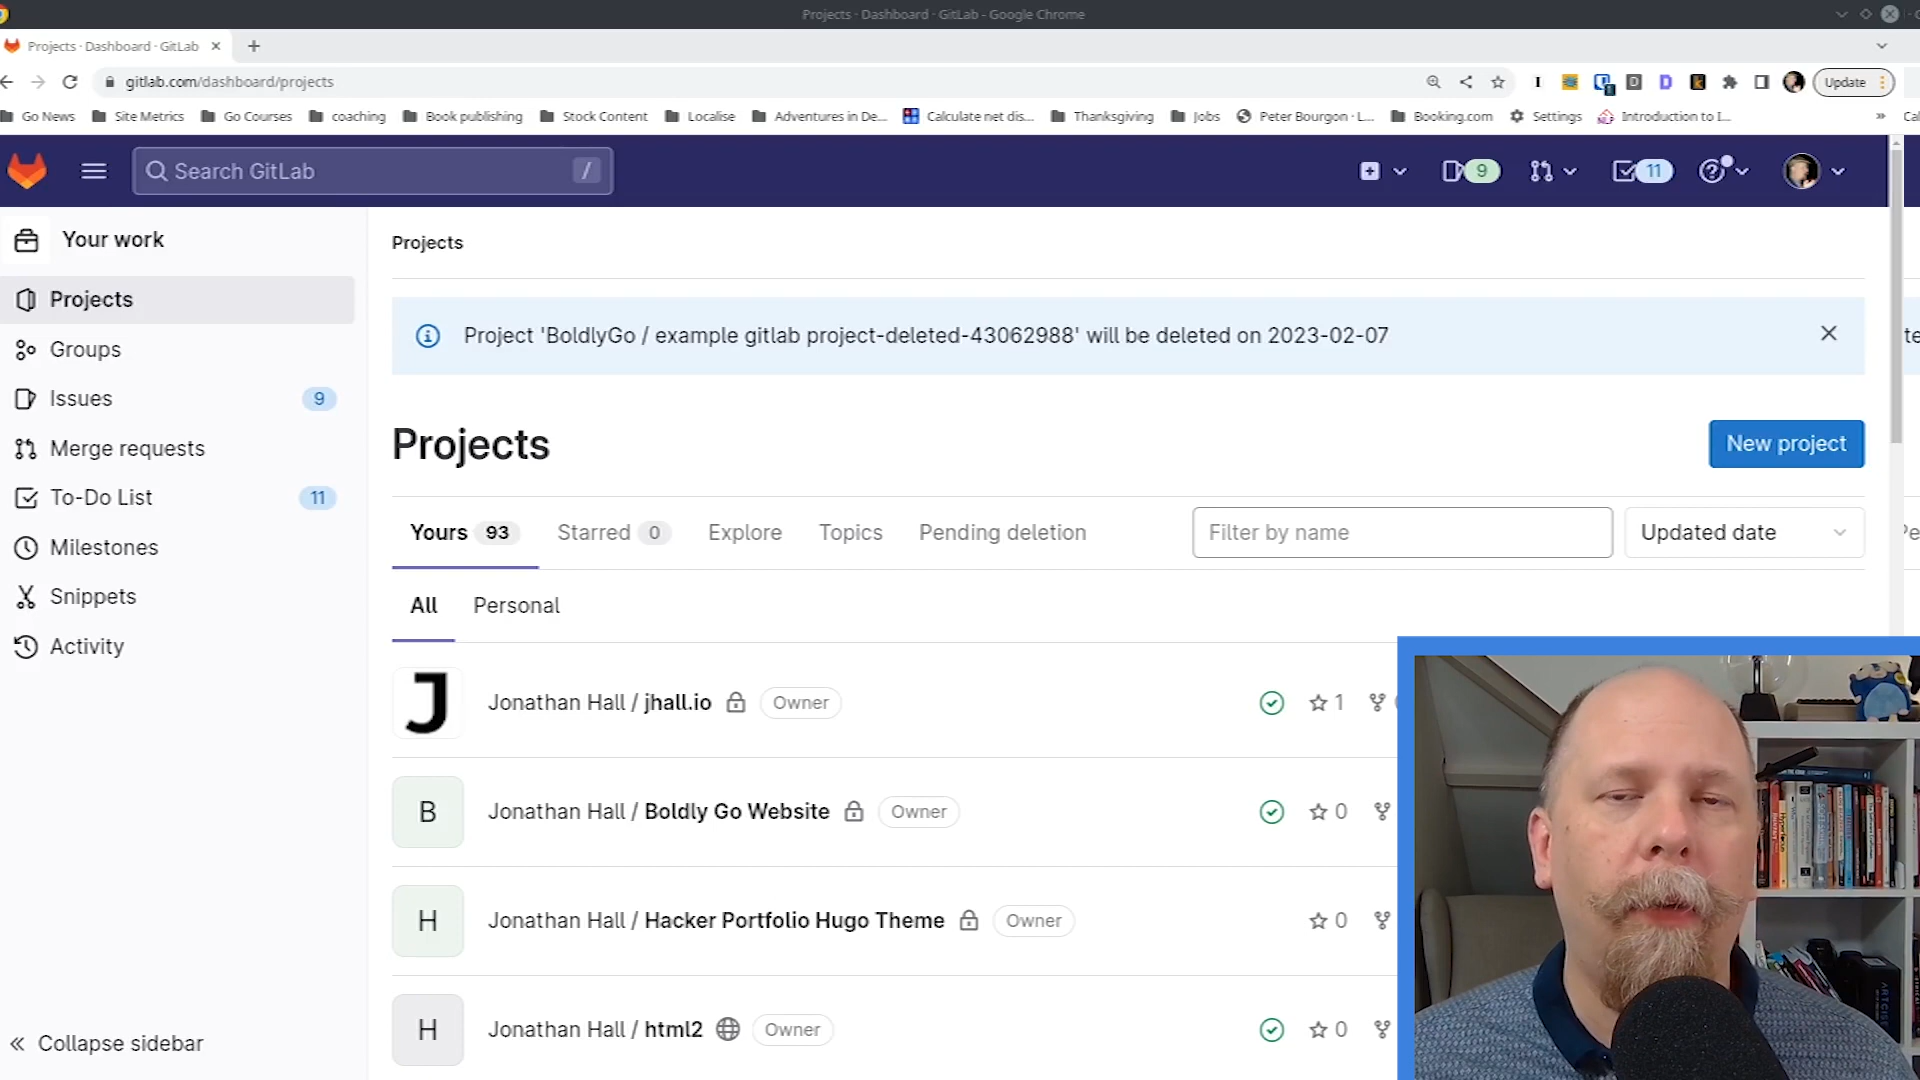 Projects · Dashboard · GitLab - Google Chrome
Projects · Dashboard · GitLab
gitlab.com/dashboard/projects
Update
Go News
Site Metrics
Go Courses
coaching
Book publishing
Stock Content
Localise
Adventures in De...
Calculate net dis...
Thanksgiving
Jobs
Peter Bourgon · L...
Booking.com
Settings
Introduction to I...
»
Search GitLab /
9
11
Your work
Projects
Groups
Issues 9
Merge requests
To-Do List 11
Milestones
Snippets
Activity
Collapse sidebar
Projects
Project 'BoldlyGo / example gitlab project-deleted-43062988' will be deleted on 2023-02-07
Projects
New project
Yours 93
Starred 0
Explore
Topics
Pending deletion
Filter by name
Updated date
All
Personal
J
Jonathan Hall / jhall.io Owner
1
B
Jonathan Hall / Boldly Go Website Owner
0
H
Jonathan Hall / Hacker Portfolio Hugo Theme Owner
0
H
Jonathan Hall / html2 Owner
0